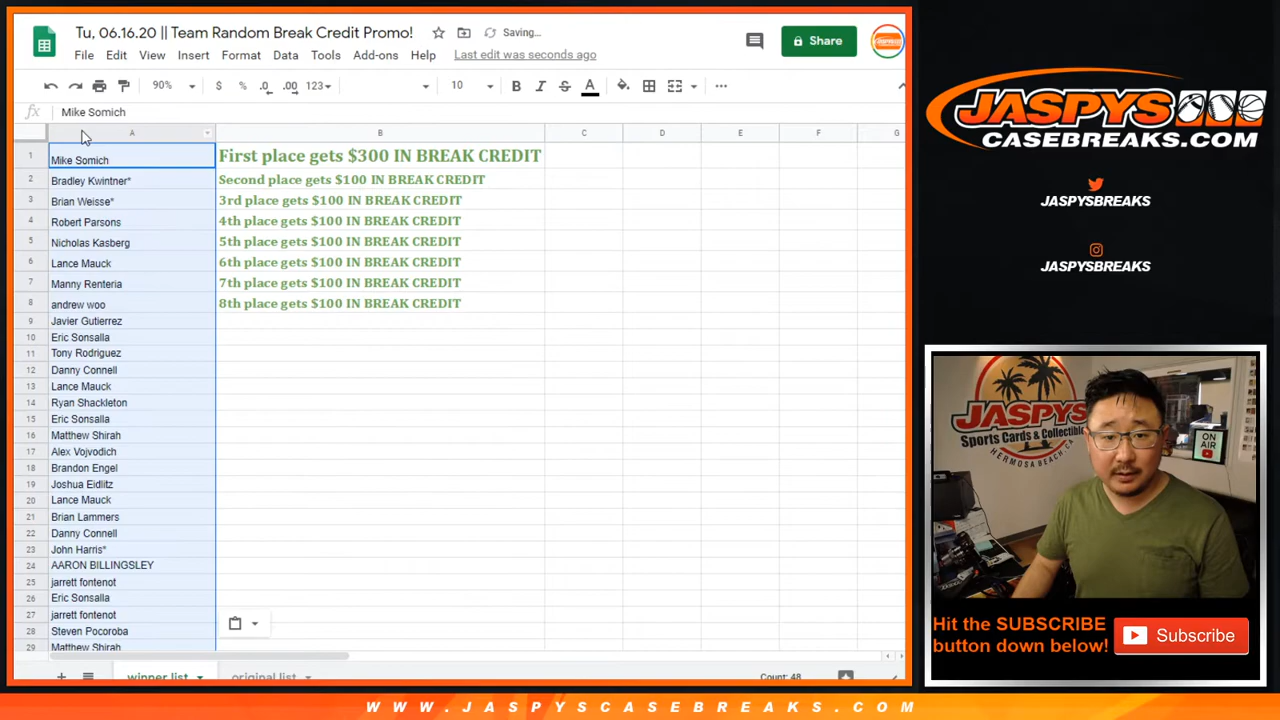 Tu, 06.16.20 || Team Random Break Credit Promo!
Saving...
Share
File Edit View Insert Format Data Tools Add-ons Help Last edit was seconds ago
90% $ % .0 .00 123 10 B I S A
fx Mike Somich
A B C D E F G
1 Mike Somich First place gets $300 IN BREAK CREDIT
2 Bradley Kwintner* Second place gets $100 IN BREAK CREDIT
3 Brian Weisse* 3rd place gets $100 IN BREAK CREDIT
4 Robert Parsons 4th place gets $100 IN BREAK CREDIT
5 Nicholas Kasberg 5th place gets $100 IN BREAK CREDIT
6 Lance Mauck 6th place gets $100 IN BREAK CREDIT
7 Manny Renteria 7th place gets $100 IN BREAK CREDIT
8 andrew woo 8th place gets $100 IN BREAK CREDIT
9 Javier Gutierrez
10 Eric Sonsalla
11 Tony Rodriguez
12 Danny Connell
13 Lance Mauck
14 Ryan Shackleton
15 Eric Sonsalla
16 Matthew Shirah
17 Alex Vojvodich
18 Brandon Engel
19 Joshua Eidlitz
20 Lance Mauck
21 Brian Lammers
22 Danny Connell
23 John Harris*
24 AARON BILLINGSLEY
25 jarrett fontenot
26 Eric Sonsalla
27 jarrett fontenot
28 Steven Pocoroba
29 Matthew Shirah
winner list original list Count: 48
JASPYS
CASEBREAKS.COM
JASPYSBREAKS
JASPYSBREAKS
JASPYS
Sports Cards & Collectibles
HERMOSA BEACH, CA
ON AIR
Hit the SUBSCRIBE
button down below!
Subscribe
WWW.JASPYSCASEBREAKS.COM